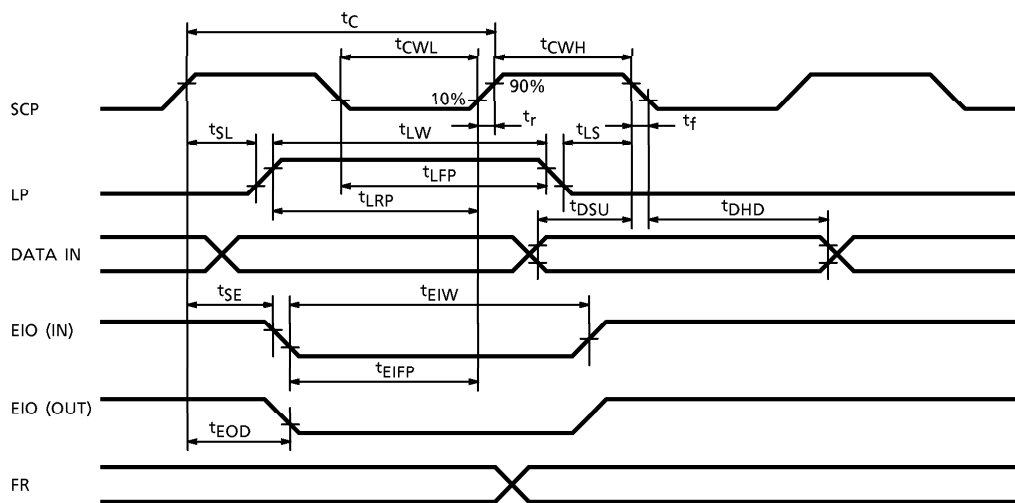 tC
tCWL
tCWH
SCP
10%
90%
tSL
tLW
tr
tLS
tf
LP
tLFP
tLRP
tDSU
tDHD
DATA IN
tSE
tEIW
EIO (IN)
tEIFP
EIO (OUT)
tEOD
FR